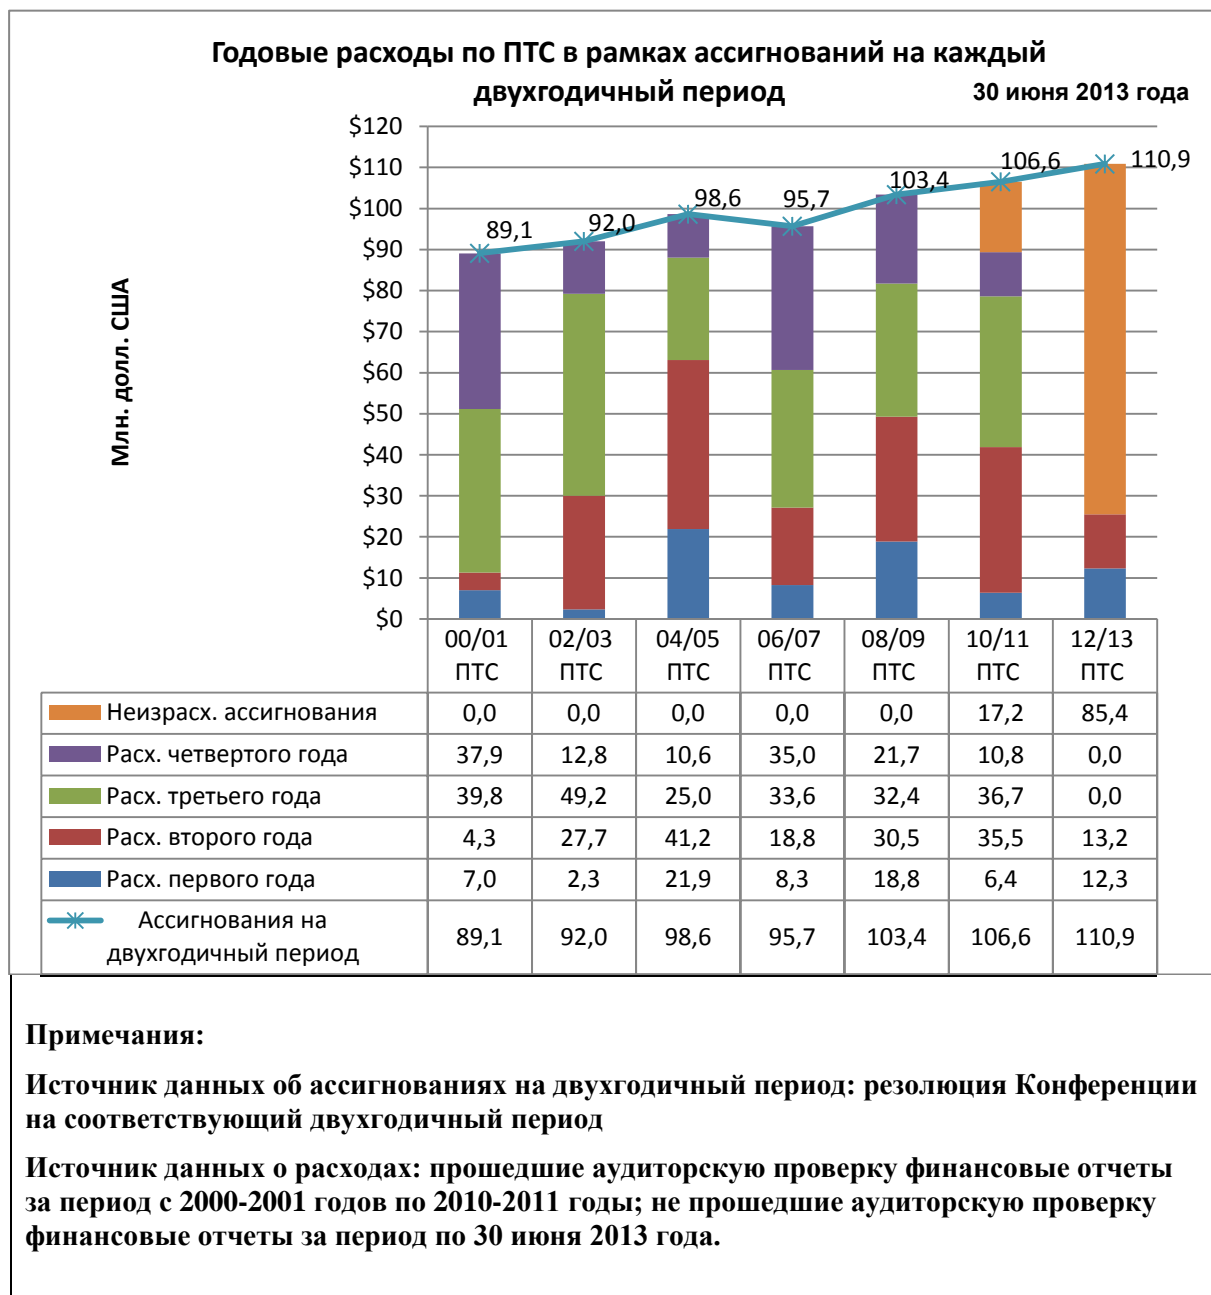 Годовые расходы по ПТС в рамках ассигнований на каждый
двухгодичный период
30 июня 2013 года
Млн. долл. США
$120
$110
$100
$90
$80
$70
$60
$50
$40
$30
$20
$10
$0
89,1
92,0
98,6
95,7
103,4
106,6
110,9
00/01 02/03 04/05 06/07 08/09 10/11 12/13
ПТС ПТС ПТС ПТС ПТС ПТС ПТС
Неизрасх. ассигнования 0,0 0,0 0,0 0,0 0,0 17,2 85,4
Расх. четвертого года 37,9 12,8 10,6 35,0 21,7 10,8 0,0
Расх. третьего года 39,8 49,2 25,0 33,6 32,4 36,7 0,0
Расх. второго года 4,3 27,7 41,2 18,8 30,5 35,5 13,2
Расх. первого года 7,0 2,3 21,9 8,3 18,8 6,4 12,3
Ассигнования на
двухгодичный период 89,1 92,0 98,6 95,7 103,4 106,6 110,9
Примечания:
Источник данных об ассигнованиях на двухгодичный период: резолюция Конференции
на соответствующий двухгодичный период
Источник данных о расходах: прошедшие аудиторскую проверку финансовые отчеты
за период с 2000-2001 годов по 2010-2011 годы; не прошедшие аудиторскую проверку
финансовые отчеты за период по 30 июня 2013 года.